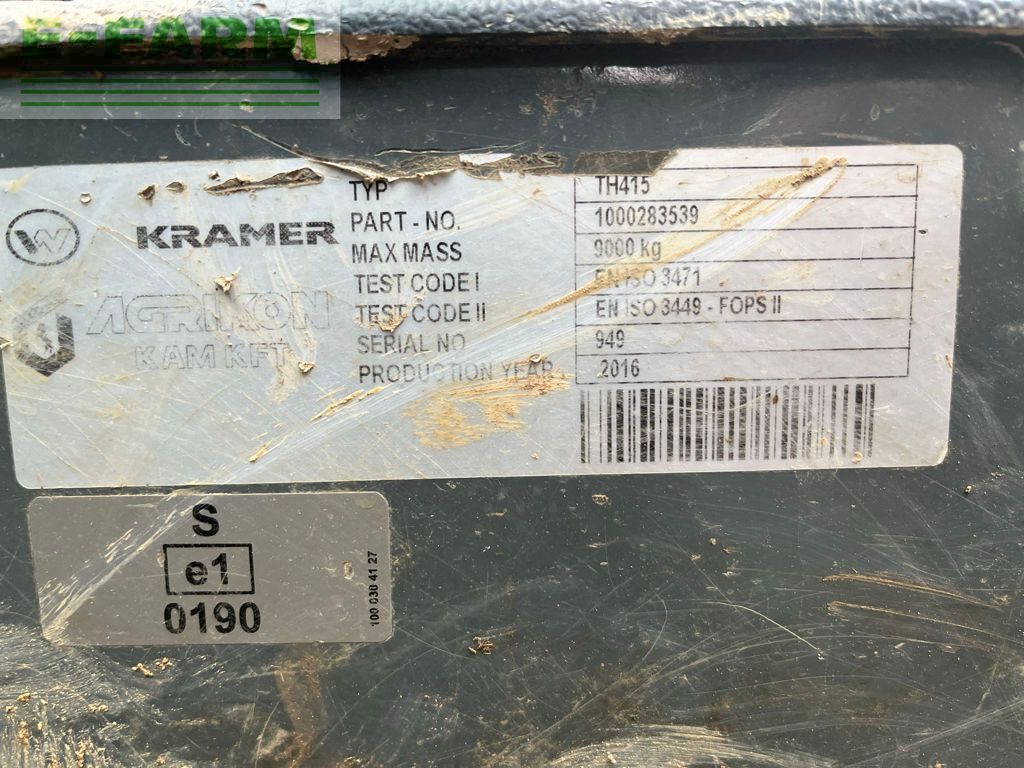 E-FARM
W
KRAMER
AGRIKON
KAM KFT
TYP TH415
PART - NO. 1000283539
MAX MASS 9000 kg
TEST CODE I EN ISO 3471
TEST CODE II EN ISO 3449 - FOPS II
SERIAL NO 949
PRODUCTION YEAR 2016
S
e1
0190
100 030 41 27